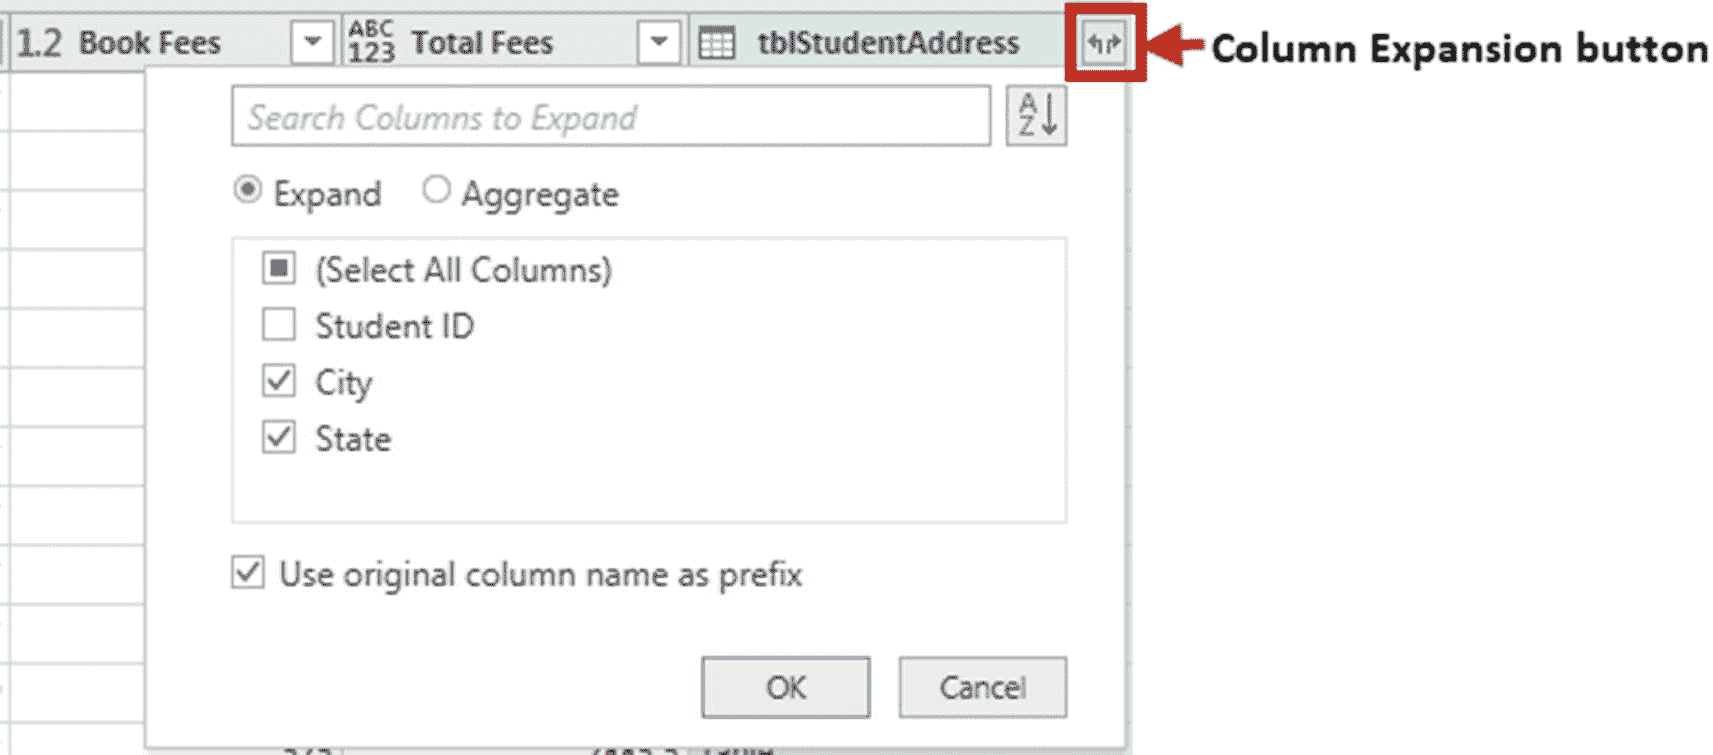 1.2 Book Fees ABC 123 Total Fees tblStudentAddress Column Expansion button
Search Columns to Expand A Z
Expand Aggregate
(Select All Columns)
Student ID
City
State
Use original column name as prefix
OK Cancel